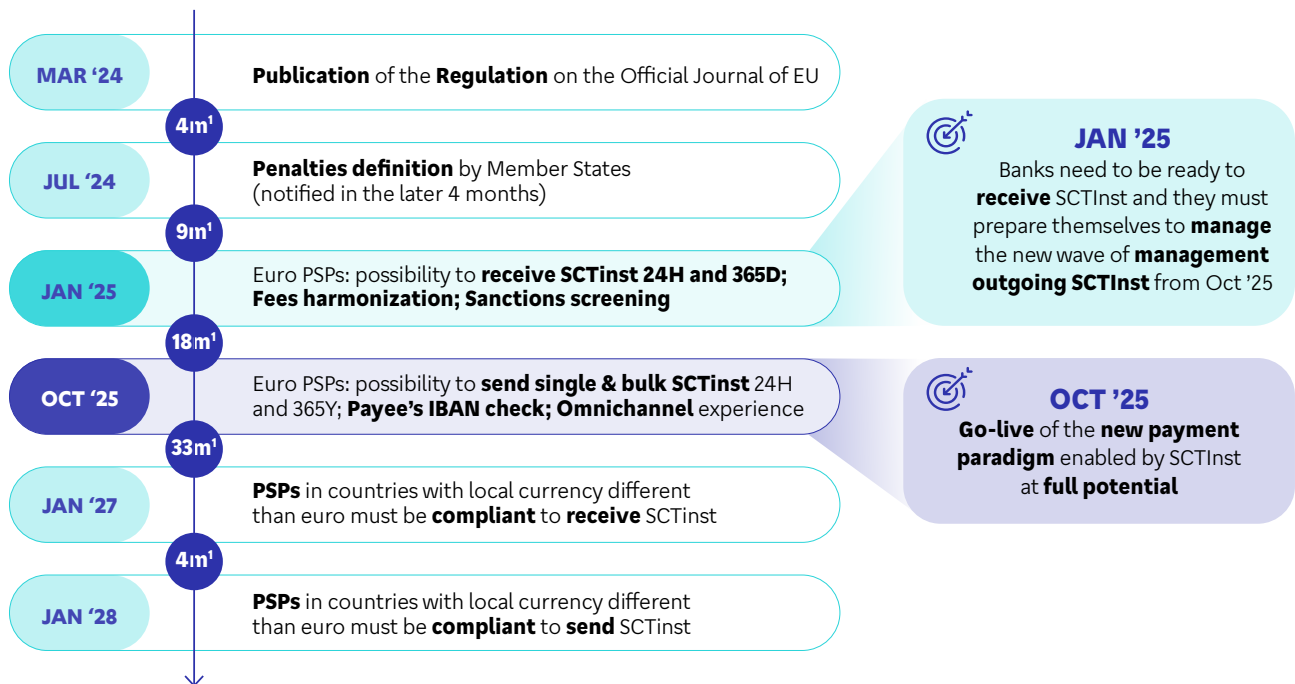 MAR ‘24
Publication of the Regulation on the Official Journal of EU
4m¹
JUL ‘24
Penalties definition by Member States
(notified in the later 4 months)
9m¹
JAN ‘25
Euro PSPs: possibility to receive SCTinst 24H and 365D;
Fees harmonization; Sanctions screening
18m¹
OCT ‘25
Euro PSPs: possibility to send single & bulk SCTinst 24H
and 365Y; Payee’s IBAN check; Omnichannel experience
33m¹
JAN ‘27
PSPs in countries with local currency different
than euro must be compliant to receive SCTinst
4m¹
JAN ‘28
PSPs in countries with local currency different
than euro must be compliant to send SCTinst
JAN ’25
Banks need to be ready to
receive SCTInst and they must
prepare themselves to manage
the new wave of management
outgoing SCTInst from Oct ’25
OCT ’25
Go-live of the new payment
paradigm enabled by SCTInst
at full potential